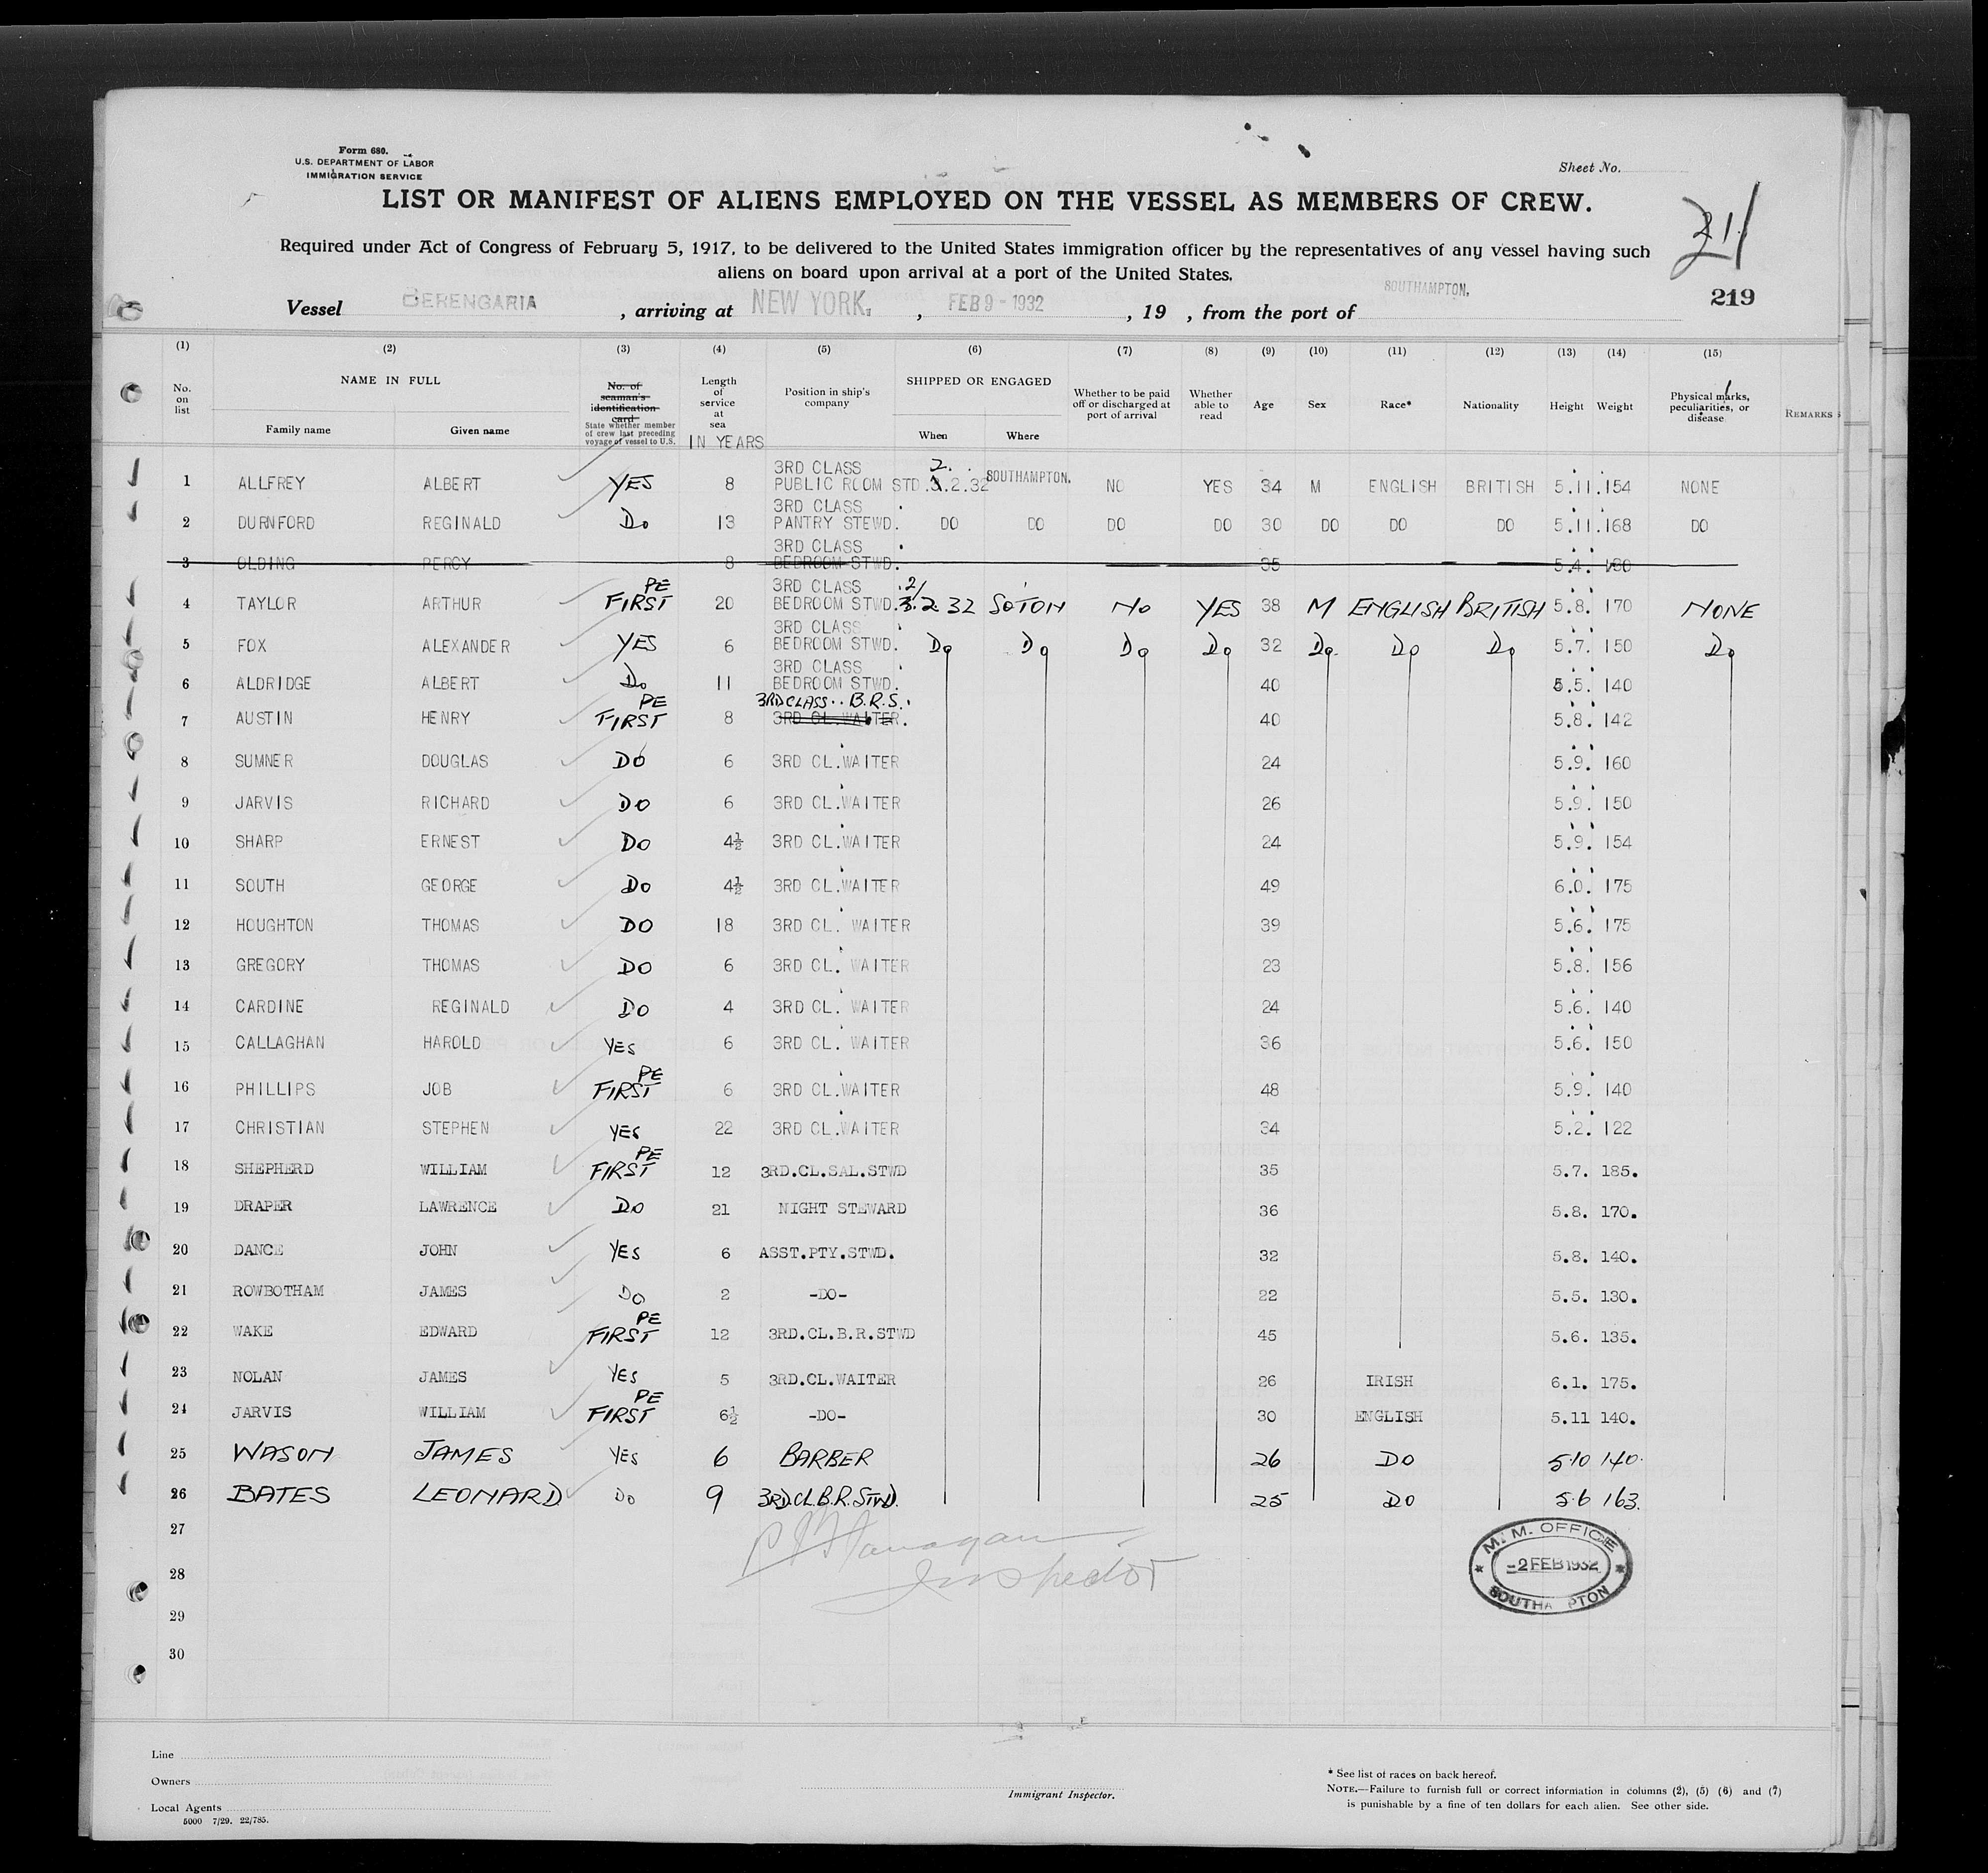 Form 680.
U.S. DEPARTMENT OF LABOR
IMMIGRATION SERVICE
Sheet No.
LIST OR MANIFEST OF ALIENS EMPLOYED ON THE VESSEL AS MEMBERS OF CREW.
21
Required under Act of Congress of February 5, 1917, to be delivered to the United States immigration officer by the representatives of any vessel having such
aliens on board upon arrival at a port of the United States.
219
Vessel BERENGARIA , arriving at NEW YORK. , FEB 9 - 1932 , 19 , from the port of SOUTHAMPTON.
(1) (2) (3) (4) (5) (6) (7) (8) (9) (10) (11) (12) (13) (14) (15)
No. on list NAME IN FULL Family name Given name No. of seaman's identification card State whether member of crew last preceding voyage of vessel to U.S. Length of service at sea IN YEARS Position in ship's company SHIPPED OR ENGAGED When Where Whether to be paid off or discharged at port of arrival Whether able to read Age Sex Race* Nationality Height Weight Physical marks, peculiarities, or disease REMARKS
1 ALLFREY ALBERT YES 8 3RD CLASS PUBLIC ROOM STD. 2.2.32 SOUTHAMPTON. NO YES 34 M ENGLISH BRITISH 5.11. 154 NONE
2 DURNFORD REGINALD Do 13 3RD CLASS PANTRY STEWD. DO DO DO DO 30 DO DO DO 5.11. 168 DO
3 OLDING PERCY 8 3RD CLASS BEDROOM STWD. 35 5.4.
4 TAYLOR ARTHUR PE FIRST 20 3RD CLASS BEDROOM STWD. 2/ 3.2.32 SOTON No YES 38 M ENGLISH BRITISH 5.8. 170 NONE
5 FOX ALEXANDER YES 6 3RD CLASS BEDROOM STWD. Do Do Do Do 32 Do Do Do 5.7. 150 Do
6 ALDRIDGE ALBERT Do 11 3RD CLASS BEDROOM STWD. 40 5.5. 140
7 AUSTIN HENRY PE FIRST 8 3RD CLASS B.R.S. 3RD CL.WAITER. 40 5.8. 142
8 SUMNER DOUGLAS DO 6 3RD CL.WAITER 24 5.9. 160
9 JARVIS RICHARD DO 6 3RD CL.WAITER 26 5.9. 150
10 SHARP ERNEST DO 4½ 3RD CL.WAITER 24 5.9. 154
11 SOUTH GEORGE DO 4½ 3RD CL.WAITER 49 6.0. 175
12 HOUGHTON THOMAS DO 18 3RD CL. WAITER 39 5.6. 175
13 GREGORY THOMAS DO 6 3RD CL. WAITER 23 5.8. 156
14 CARDINE REGINALD DO 4 3RD CL. WAITER 24 5.6. 140
15 CALLAGHAN HAROLD YES 6 3RD CL. WAITER 36 5.6. 150
16 PHILLIPS JOB PE FIRST 6 3RD CL.WAITER 48 5.9. 140
17 CHRISTIAN STEPHEN YES 22 3RD CL.WAITER 34 5.2. 122
18 SHEPHERD WILLIAM PE FIRST 12 3RD.CL.SAL.STWD 35 5.7. 185.
19 DRAPER LAWRENCE DO 21 NIGHT STEWARD 36 5.8. 170.
20 DANCE JOHN YES 6 ASST.PTY.STWD. 32 5.8. 140.
21 ROWBOTHAM JAMES DO 2 -DO- 22 5.5. 130.
22 WAKE EDWARD PE FIRST 12 3RD.CL.B.R.STWD 45 5.6. 135.
23 NOLAN JAMES YES 5 3RD.CL.WAITER 26 IRISH 6.1. 175.
24 JARVIS WILLIAM PE FIRST 6½ -DO- 30 ENGLISH 5.11 140.
25 WASON JAMES YES 6 BARBER 26 DO 5.10 140.
26 BATES LEONARD DO 9 3RD.CL.B.R.STWD. 25 DO 5.6 163.
27
Inspector
M. M. OFFICE
-2 FEB 1932
SOUTHA PTON
28
29
30
Line
Owners
Local Agents
5000 7/29. 22/785.
Immigrant Inspector.
* See list of races on back hereof.
NOTE.—Failure to furnish full or correct information in columns (2), (5) (6) and (7)
is punishable by a fine of ten dollars for each alien. See other side.